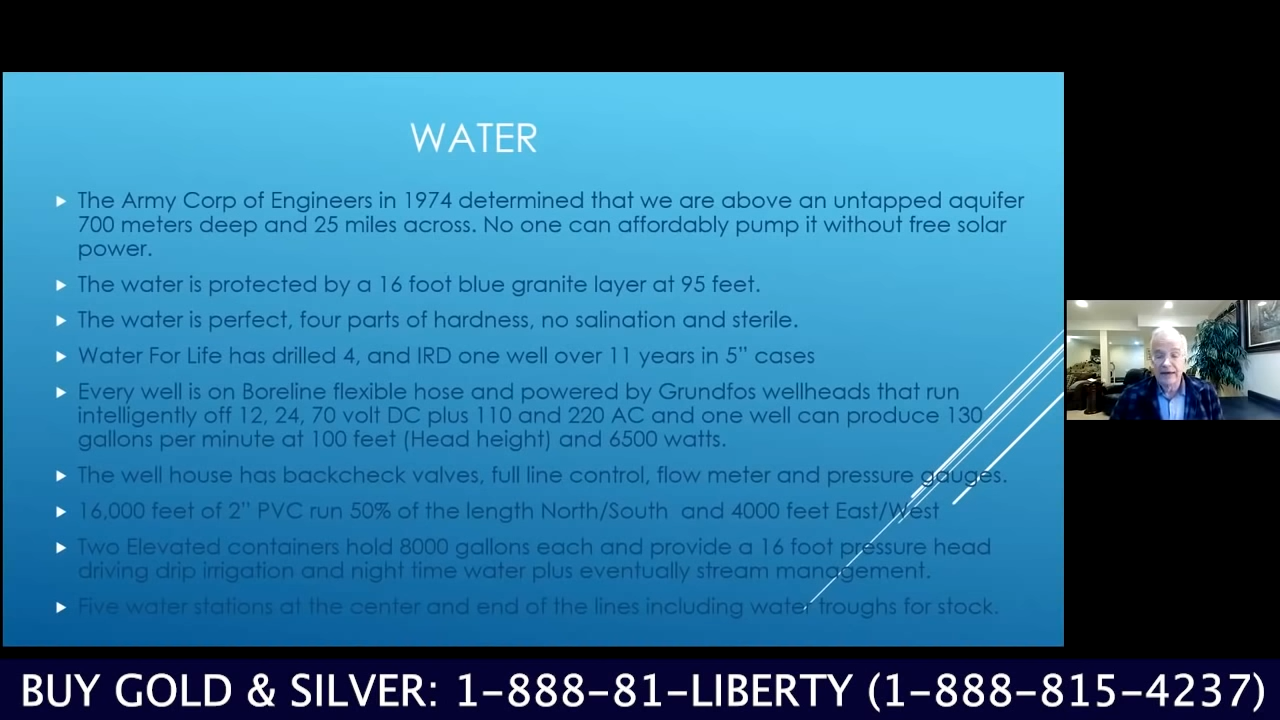 WATER
The Army Corp of Engineers in 1974 determined that we are above an untapped aquifer
700 meters deep and 25 miles across. No one can affordably pump it without free solar
power.
The water is protected by a 16 foot blue granite layer at 95 feet.
The water is perfect, four parts of hardness, no salination and sterile.
Water For Life has drilled 4, and IRD one well over 11 years in 5” cases
Every well is on Boreline flexible hose and powered by Grundfos wellheads that run
intelligently off 12, 24, 70 volt DC plus 110 and 220 AC and one well can produce 130
gallons per minute at 100 feet (Head height) and 6500 watts.
The well house has backcheck valves, full line control, flow meter and pressure gauges.
16,000 feet of 2” PVC run 50% of the length North/South and 4000 feet East/West
Two Elevated containers hold 8000 gallons each and provide a 16 foot pressure head
driving drip irrigation and night time water plus eventually stream management.
Five water stations at the center and end of the lines including water troughs for stock.
BUY GOLD & SILVER: 1-888-81-LIBERTY (1-888-815-4237)